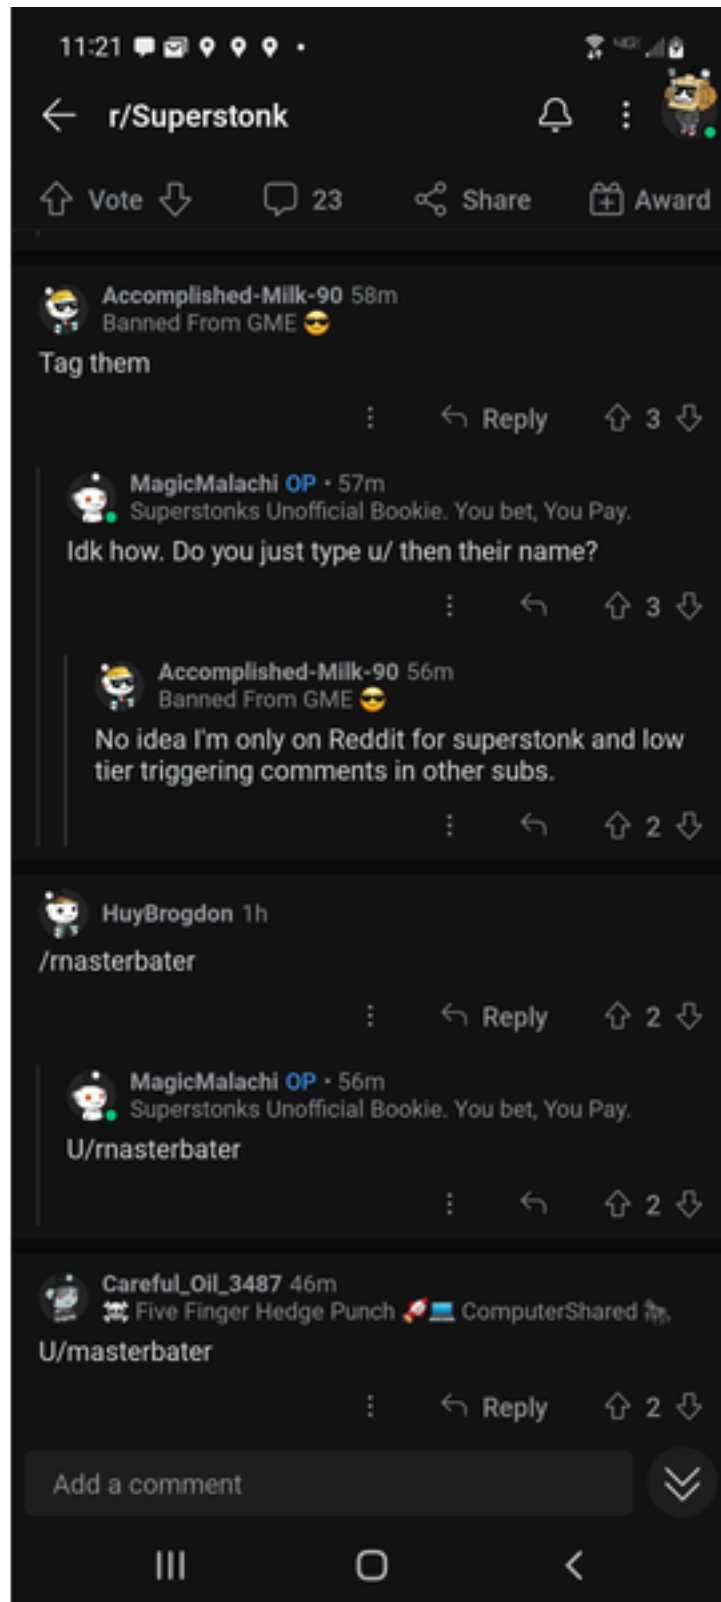 11:21
r/Superstonk
Vote 23 Share Award
Accomplished-Milk-90 58m
Banned From GME 😎
Tag them
Reply 3
MagicMalachi OP • 57m
Superstonks Unofficial Bookie. You bet, You Pay.
Idk how. Do you just type u/ then their name?
3
Accomplished-Milk-90 56m
Banned From GME 😎
No idea I'm only on Reddit for superstonk and low
tier triggering comments in other subs.
2
HuyBrogdon 1h
/rnasterbater
Reply 2
MagicMalachi OP • 56m
Superstonks Unofficial Bookie. You bet, You Pay.
U/rnasterbater
2
Careful_Oil_3487 46m
☠ Five Finger Hedge Punch 🚀💻 ComputerShared 🦓
U/masterbater
Reply 2
Add a comment